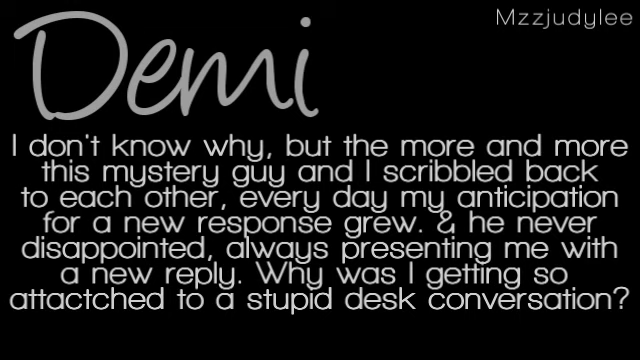 Mzzjudylee
Demi
I don't know why, but the more and more
this mystery guy and I scribbled back
to each other, every day my anticipation
for a new response grew. & he never
disappointed, always presenting me with
a new reply. Why was I getting so
attactched to a stupid desk conversation?